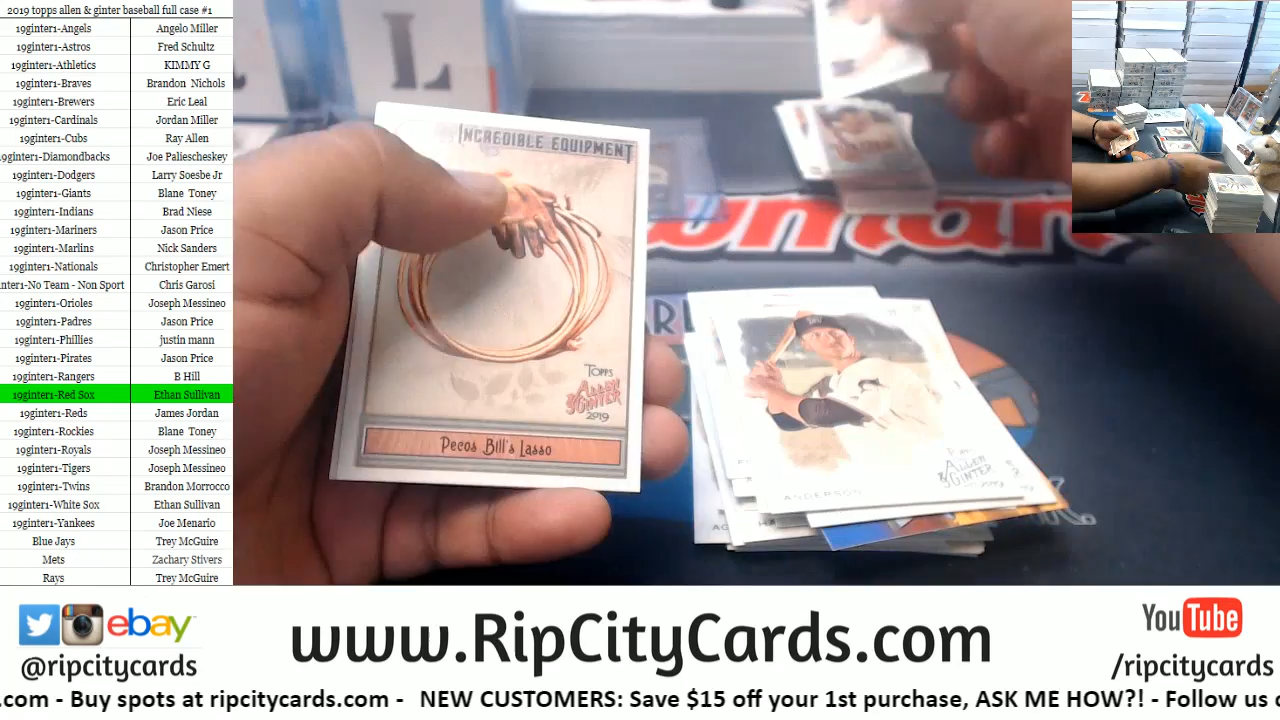 2019 topps allen & ginter baseball full case #1
19ginter1-Angels Angelo Miller
19ginter1-Astros Fred Schultz
19ginter1-Athletics KIMMY G
19ginter1-Braves Brandon Nichols
19ginter1-Brewers Eric Leal
19ginter1-Cardinals Jordan Miller
19ginter1-Cubs Ray Allen
9ginter1-Diamondbacks Joe Paliescheskey
19ginter1-Dodgers Larry Soesbe Jr
19ginter1-Giants Blane Toney
19ginter1-Indians Brad Niese
19ginter1-Mariners Jason Price
19ginter1-Marlins Nick Sanders
19ginter1-Nationals Christopher Emert
nter1-No Team - Non Sport Chris Garosi
19ginter1-Orioles Joseph Messineo
19ginter1-Padres Jason Price
19ginter1-Phillies justin mann
19ginter1-Pirates Jason Price
19ginter1-Rangers B Hill
19ginter1-Red Sox Ethan Sullivan
19ginter1-Reds James Jordan
19ginter1-Rockies Blane Toney
19ginter1-Royals Joseph Messineo
19ginter1-Tigers Joseph Messineo
19ginter1-Twins Brandon Morrocco
19ginter1-White Sox Ethan Sullivan
19ginter1-Yankees Joe Menario
Blue Jays Trey McGuire
Mets Zachary Stivers
Rays Trey McGuire
INCREDIBLE EQUIPMENT
TOPPS
ALLEN
& GINTER
2019
Pecos Bill's Lasso
wman
ALLEN
& GINTER
ANDERSON
ebay
@ripcitycards
www.RipCityCards.com
YouTube
/ripcitycards
.com - Buy spots at ripcitycards.com - NEW CUSTOMERS: Save $15 off your 1st purchase, ASK ME HOW?! - Follow us